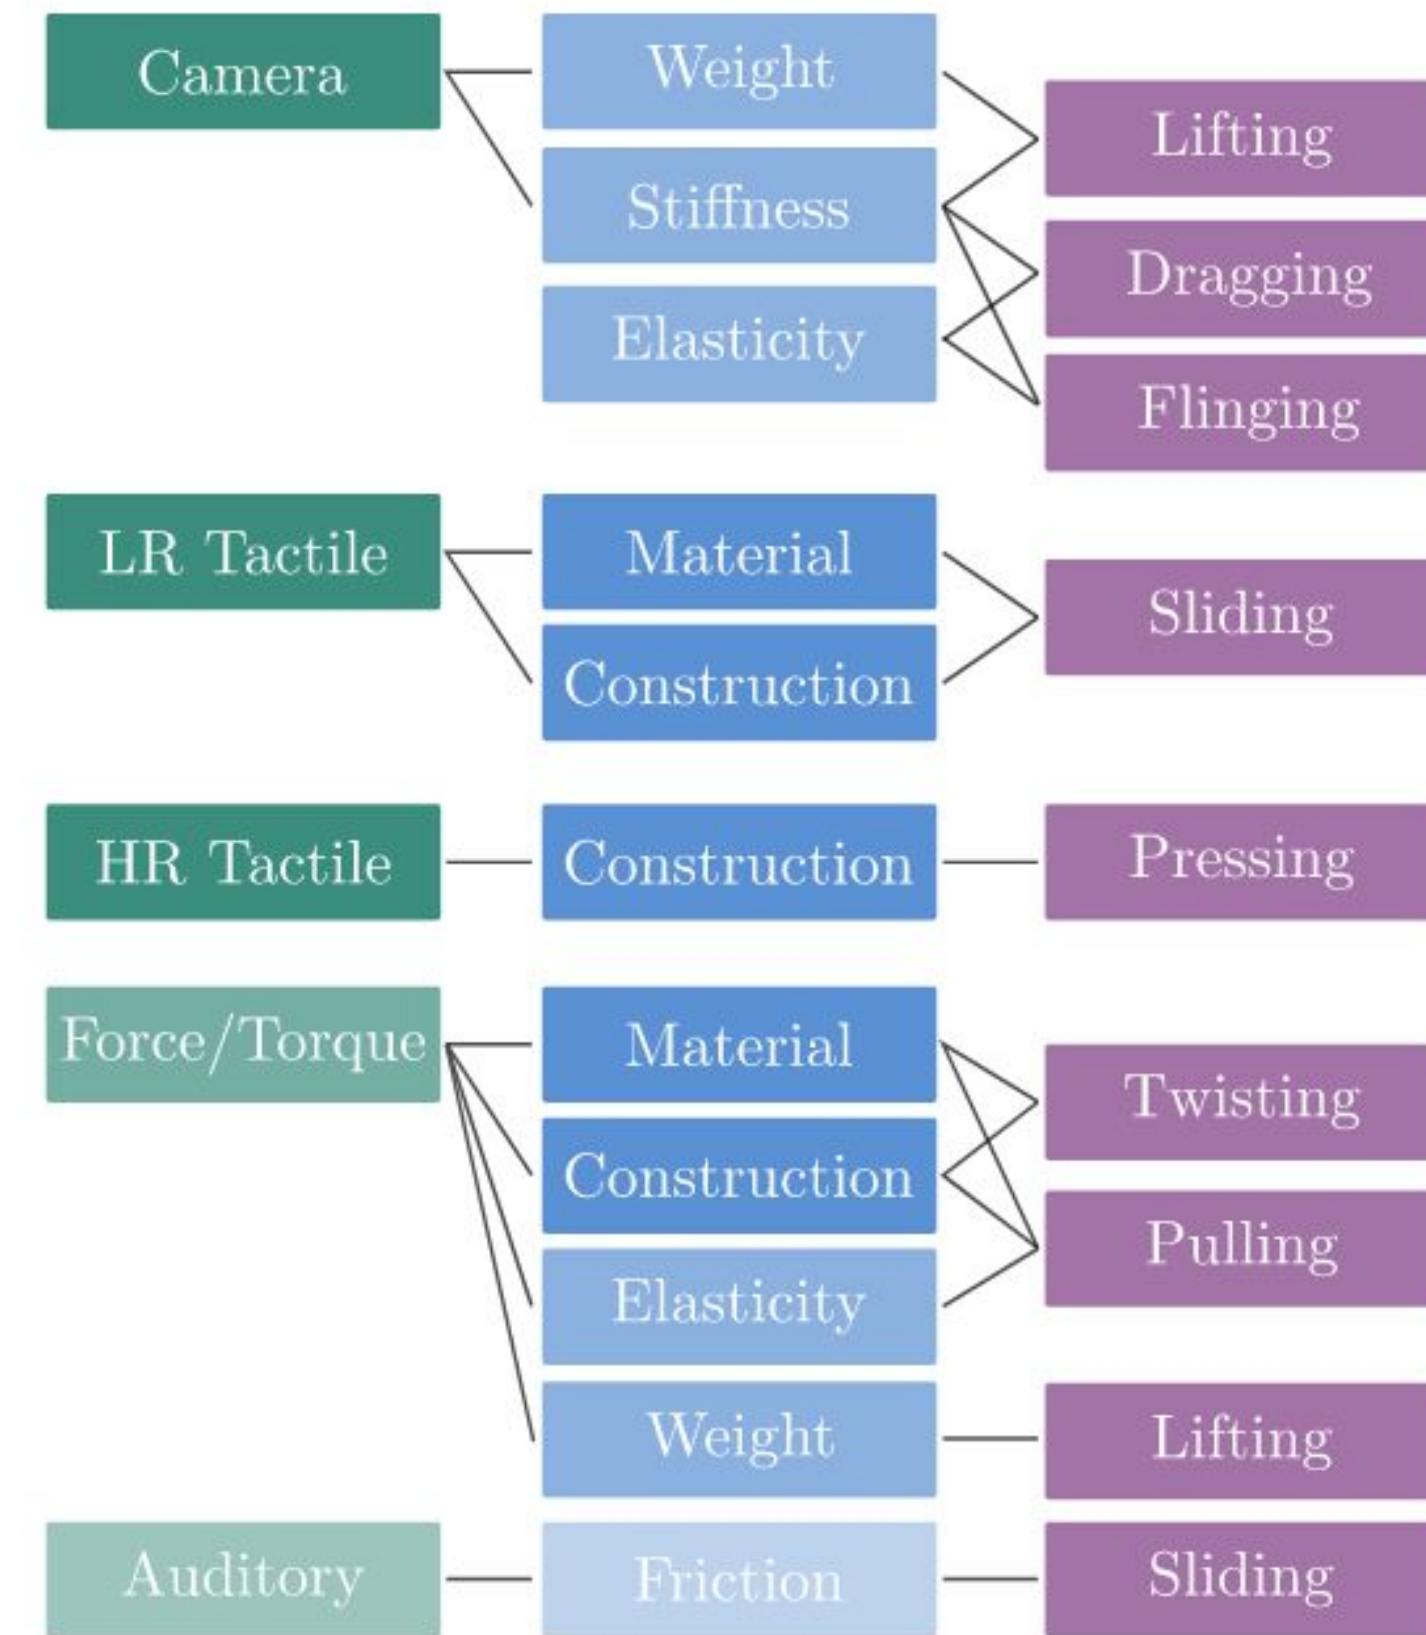 Camera
Weight
Lifting
Stiffness
Dragging
Elasticity
Flinging
LR Tactile
Material
Sliding
Construction
HR Tactile
Construction
Pressing
Force/Torque
Material
Twisting
Construction
Pulling
Elasticity
Weight
Lifting
Auditory
Friction
Sliding